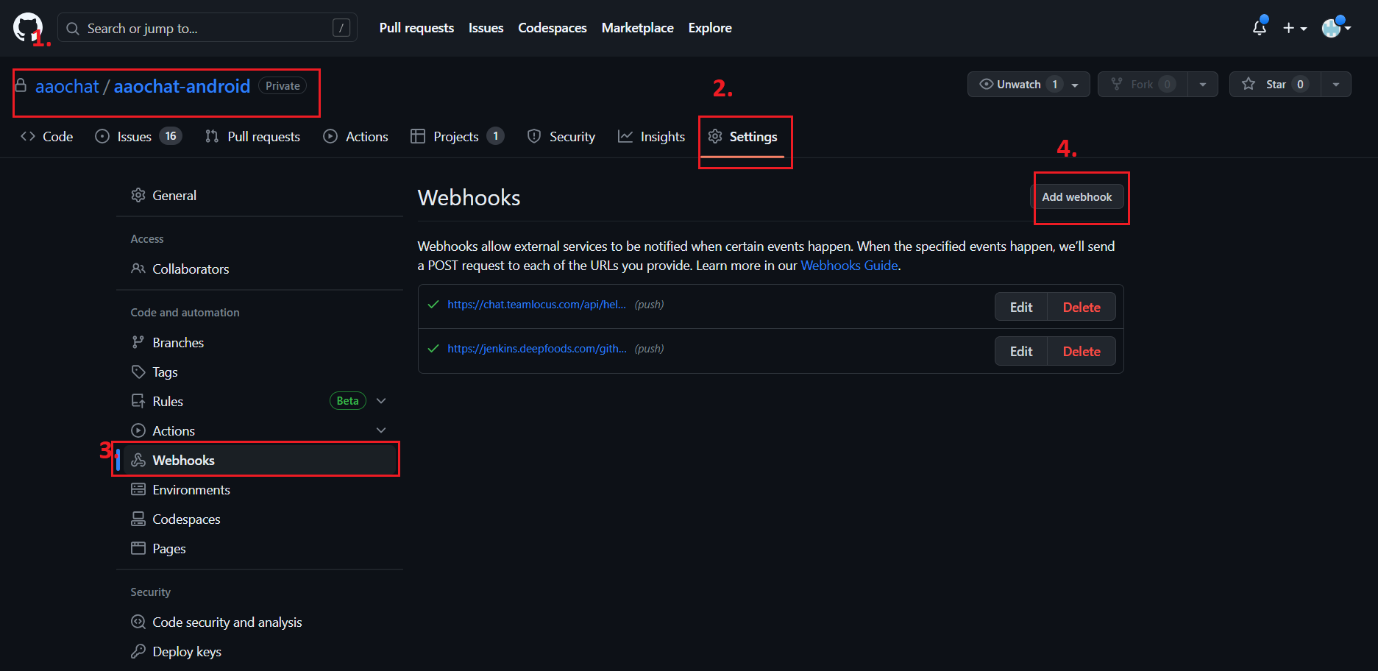 1.
Search or jump to... /
Pull requests Issues Codespaces Marketplace Explore
aaochat / aaochat-android Private
2.
Unwatch 1 Fork 0 Star 0
Code Issues 16 Pull requests Actions Projects 1 Security Insights Settings
4.
General
Access
Collaborators
Code and automation
Branches
Tags
Rules Beta
Actions
3.
Webhooks
Environments
Codespaces
Pages
Security
Code security and analysis
Deploy keys
Webhooks
Add webhook
Webhooks allow external services to be notified when certain events happen. When the specified events happen, we'll send
a POST request to each of the URLs you provide. Learn more in our Webhooks Guide.
https://chat.teamlocus.com/api/hel... (push) Edit Delete
https://jenkins.deepfoods.com/gith... (push) Edit Delete